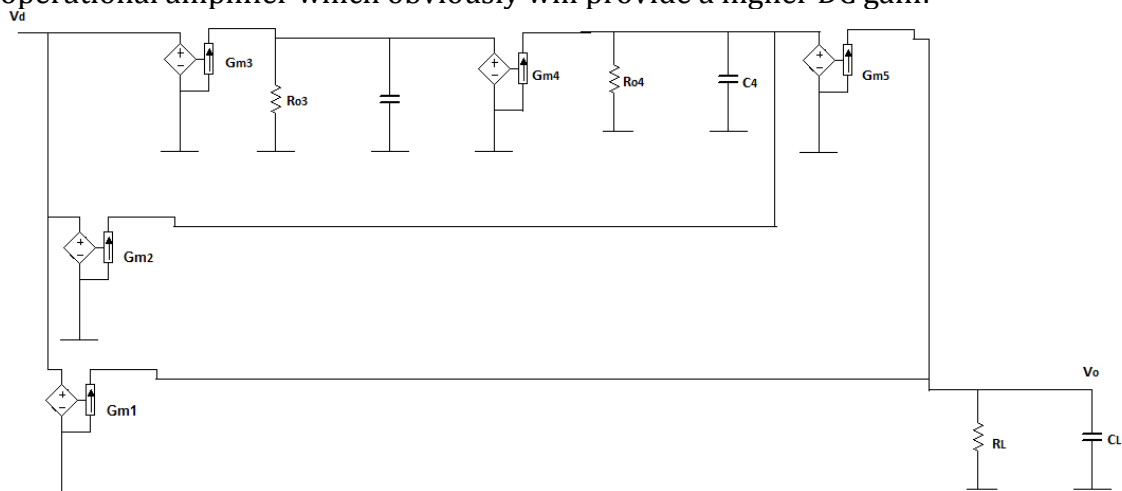 operational amplifier which obviously will provide a higher DC gain.
Vd
Gm3
Ro3
Gm4
Ro4
C4
Gm5
Gm2
Gm1
Vo
RL
CL